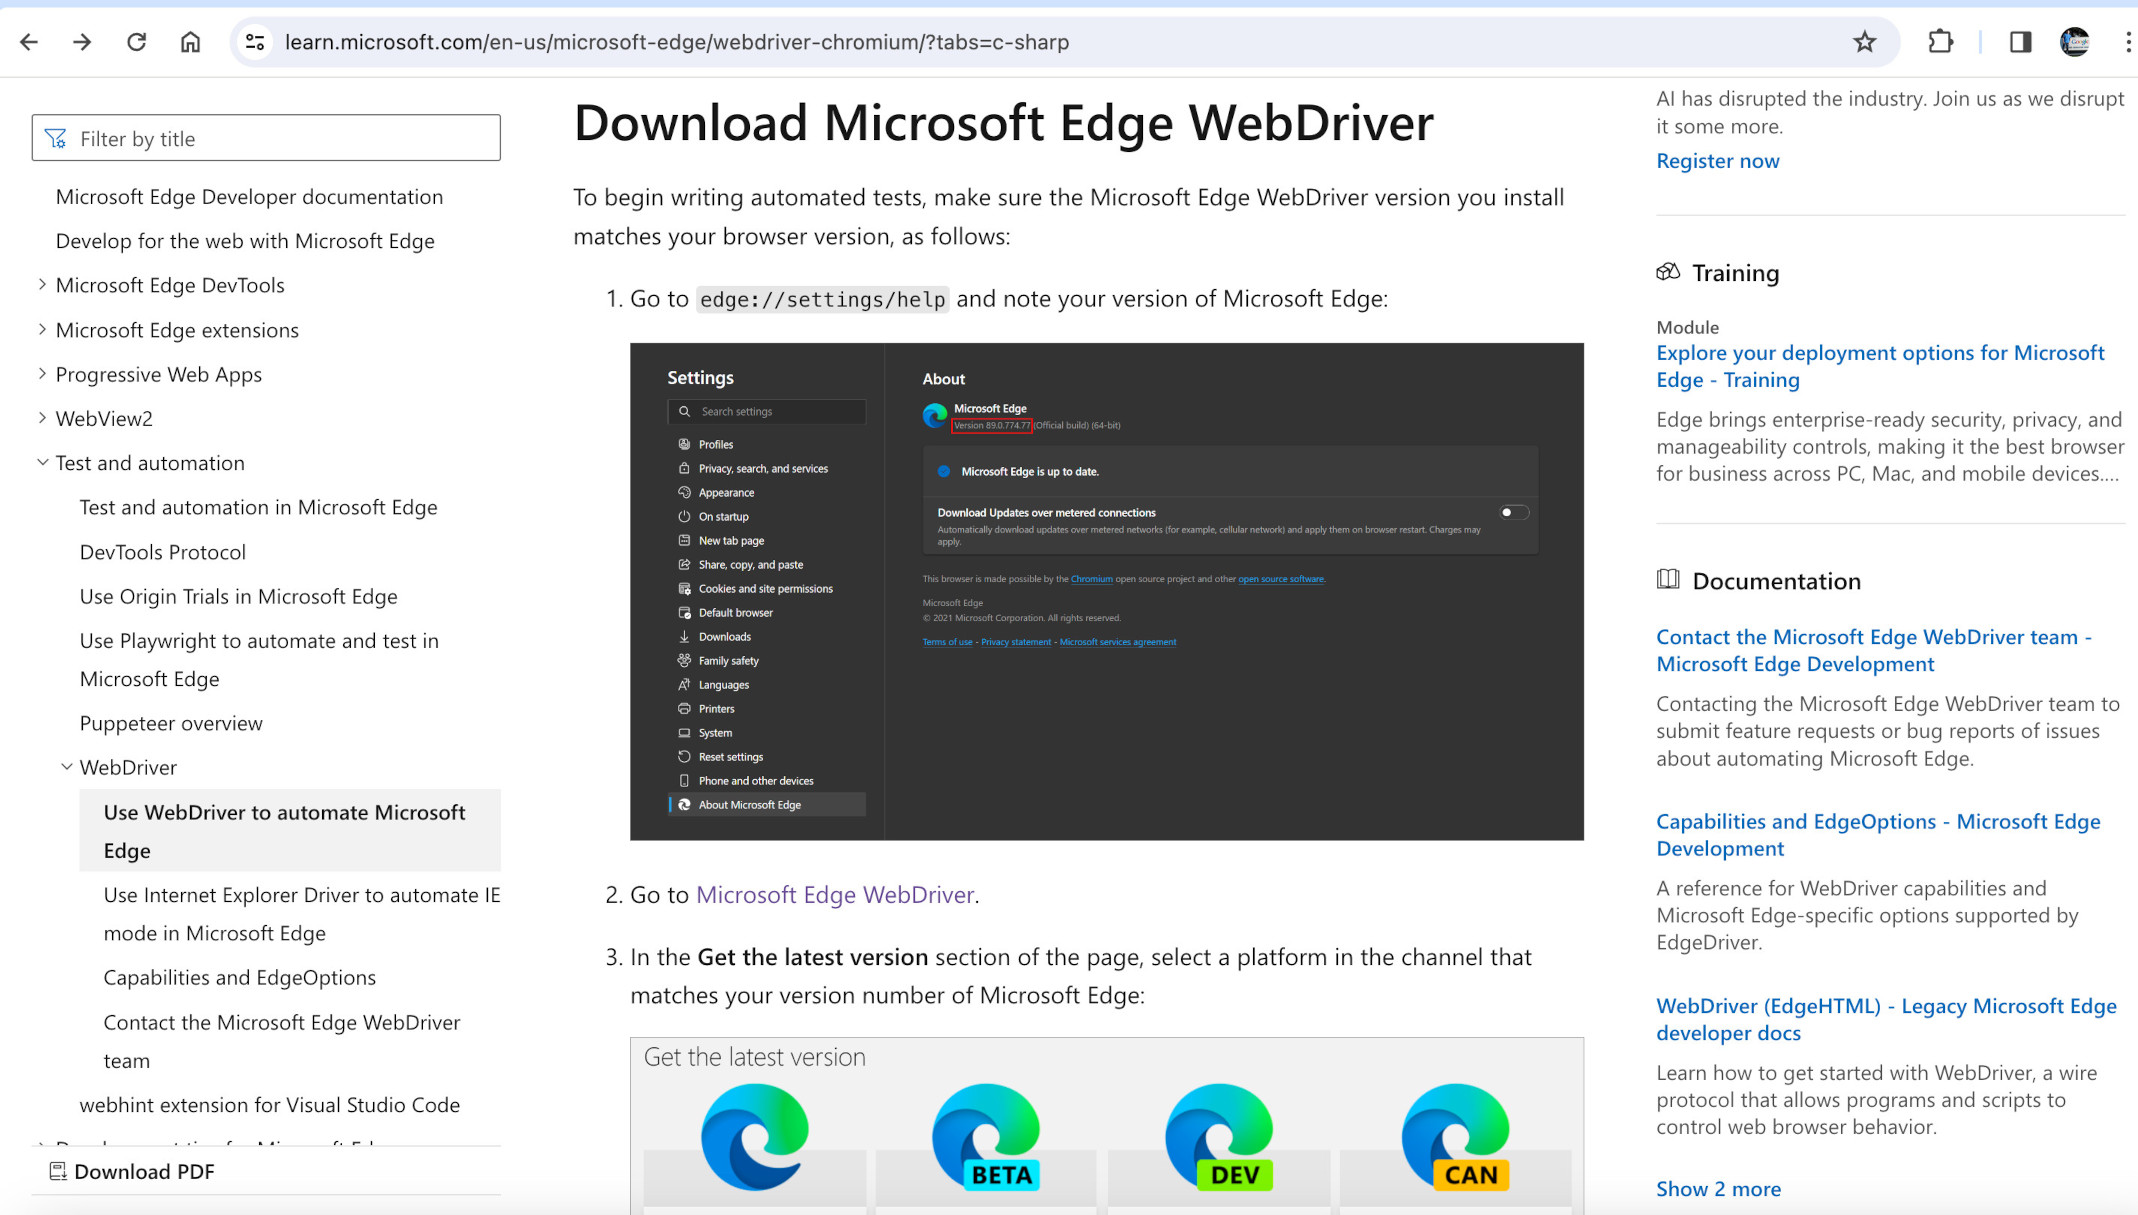 learn.microsoft.com/en-us/microsoft-edge/webdriver-chromium/?tabs=c-sharp
Filter by title
Microsoft Edge Developer documentation
Develop for the web with Microsoft Edge
Microsoft Edge DevTools
Microsoft Edge extensions
Progressive Web Apps
WebView2
Test and automation
Test and automation in Microsoft Edge
DevTools Protocol
Use Origin Trials in Microsoft Edge
Use Playwright to automate and test in
Microsoft Edge
Puppeteer overview
WebDriver
Use WebDriver to automate Microsoft
Edge
Use Internet Explorer Driver to automate IE
mode in Microsoft Edge
Capabilities and EdgeOptions
Contact the Microsoft Edge WebDriver
team
webhint extension for Visual Studio Code
Download PDF
Download Microsoft Edge WebDriver
To begin writing automated tests, make sure the Microsoft Edge WebDriver version you install
matches your browser version, as follows:
1. Go to edge://settings/help and note your version of Microsoft Edge:
Settings
Search settings
Profiles
Privacy, search, and services
Appearance
On startup
New tab page
Share, copy, and paste
Cookies and site permissions
Default browser
Downloads
Family safety
Languages
Printers
System
Reset settings
Phone and other devices
About Microsoft Edge
About
Microsoft Edge
Version 89.0.774.77 (Official build) (64-bit)
Microsoft Edge is up to date.
Download Updates over metered connections
Automatically download updates over metered networks (for example, cellular network) and apply them on browser restart. Charges may
apply.
This browser is made possible by the Chromium open source project and other open source software.
Microsoft Edge
© 2021 Microsoft Corporation. All rights reserved.
Terms of use - Privacy statement - Microsoft services agreement
2. Go to Microsoft Edge WebDriver.
3. In the Get the latest version section of the page, select a platform in the channel that
matches your version number of Microsoft Edge:
Get the latest version
BETA
DEV
CAN
AI has disrupted the industry. Join us as we disrupt
it some more.
Register now
Training
Module
Explore your deployment options for Microsoft
Edge - Training
Edge brings enterprise-ready security, privacy, and
manageability controls, making it the best browser
for business across PC, Mac, and mobile devices....
Documentation
Contact the Microsoft Edge WebDriver team -
Microsoft Edge Development
Contacting the Microsoft Edge WebDriver team to
submit feature requests or bug reports of issues
about automating Microsoft Edge.
Capabilities and EdgeOptions - Microsoft Edge
Development
A reference for WebDriver capabilities and
Microsoft Edge-specific options supported by
EdgeDriver.
WebDriver (EdgeHTML) - Legacy Microsoft Edge
developer docs
Learn how to get started with WebDriver, a wire
protocol that allows programs and scripts to
control web browser behavior.
Show 2 more